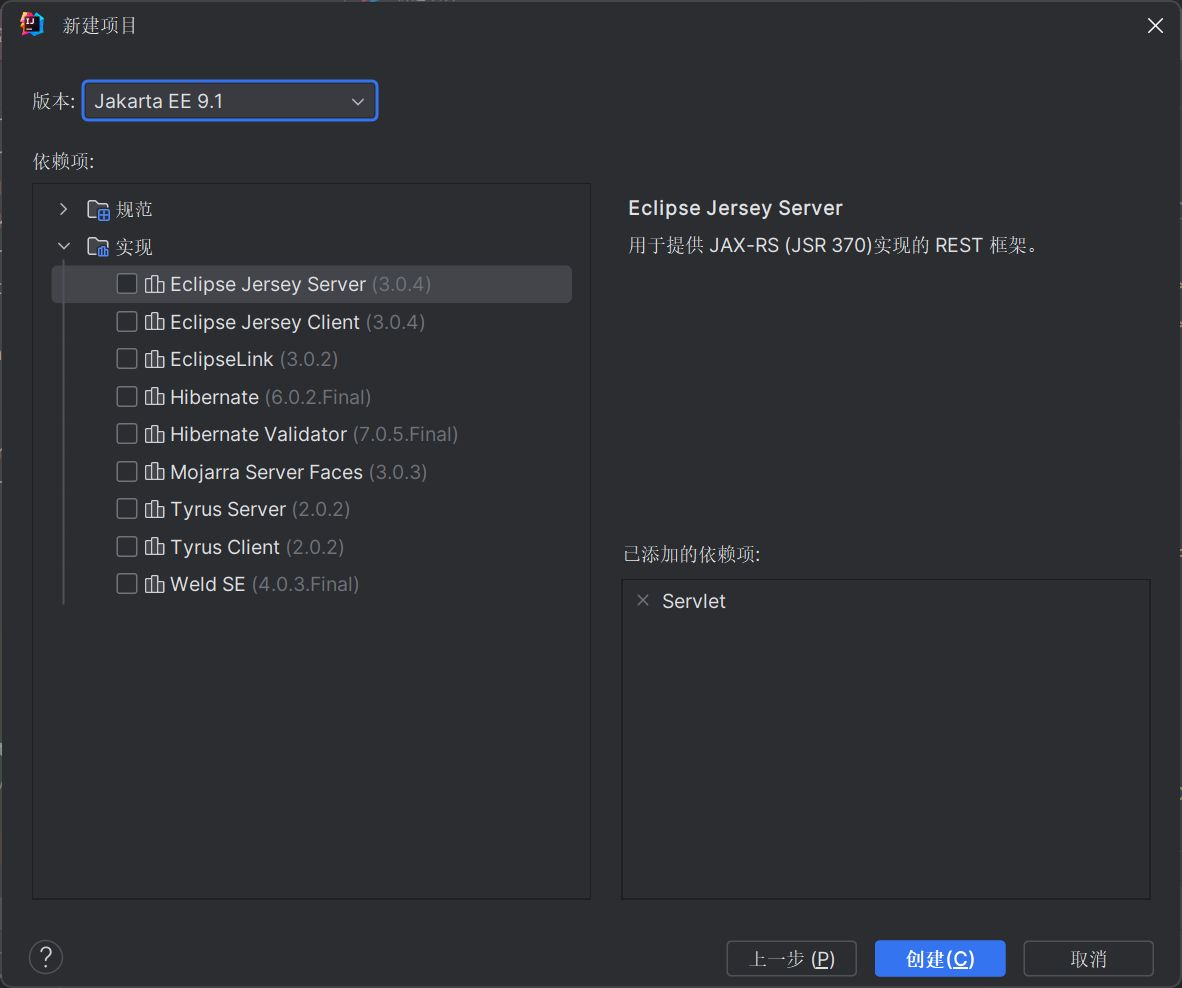 新建项目
版本: Jakarta EE 9.1
依赖项:
规范
实现
Eclipse Jersey Server (3.0.4)
Eclipse Jersey Client (3.0.4)
EclipseLink (3.0.2)
Hibernate (6.0.2.Final)
Hibernate Validator (7.0.5.Final)
Mojarra Server Faces (3.0.3)
Tyrus Server (2.0.2)
Tyrus Client (2.0.2)
Weld SE (4.0.3.Final)
Eclipse Jersey Server
用于提供 JAX-RS (JSR 370)实现的 REST 框架。
已添加的依赖项:
Servlet
?
上一步 (P)
创建(C)
取消